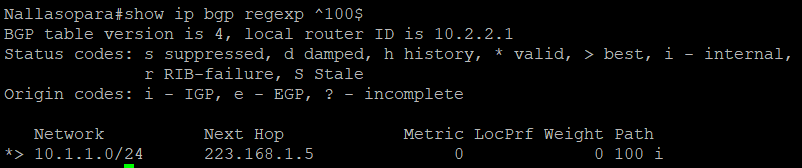 Nallasopara#show ip bgp regexp ^100$
BGP table version is 4, local router ID is 10.2.2.1
Status codes: s suppressed, d damped, h history, * valid, > best, i - internal,
              r RIB-failure, S Stale
Origin codes: i - IGP, e - EGP, ? - incomplete

   Network          Next Hop            Metric LocPrf Weight Path
*> 10.1.1.0/24      223.168.1.5              0             0 100 i